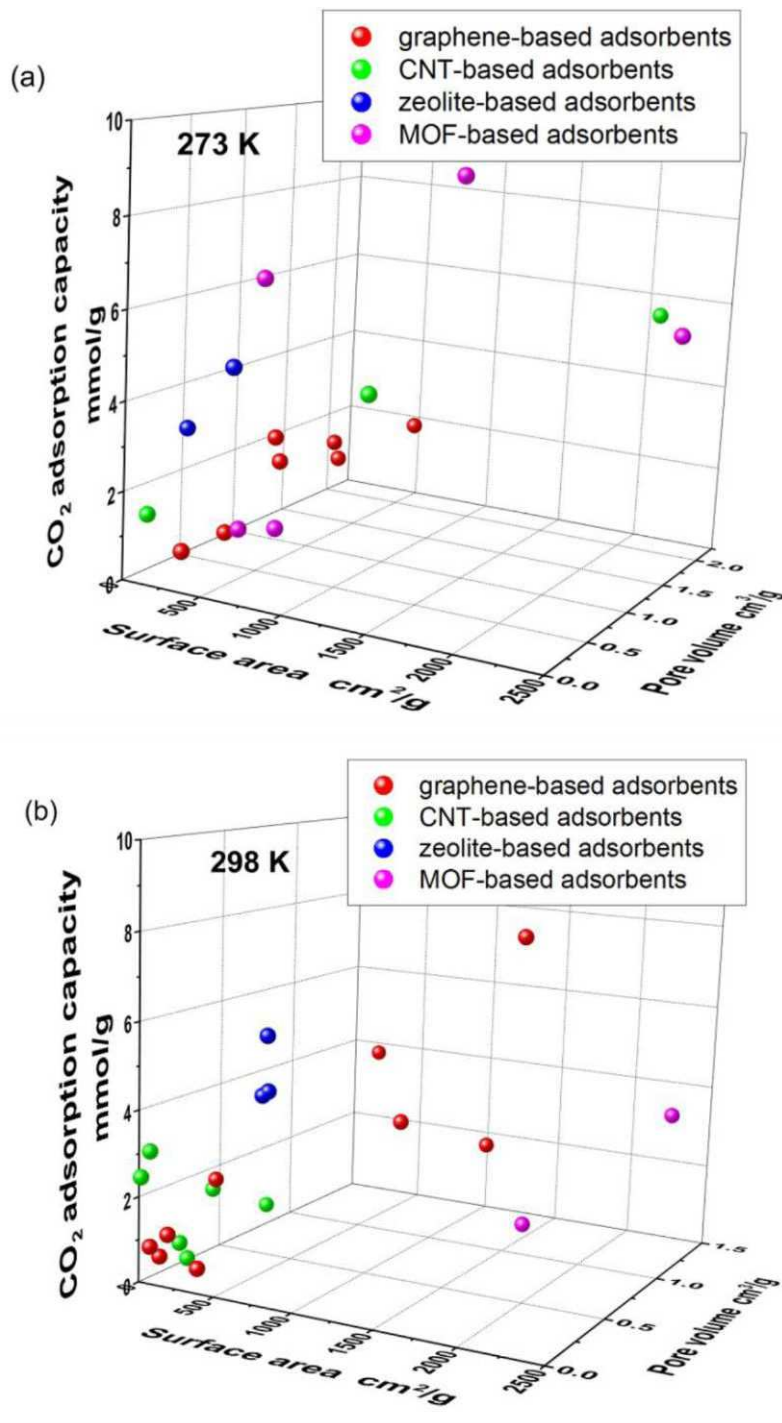 (a)
graphene-based adsorbents
CNT-based adsorbents
zeolite-based adsorbents
MOF-based adsorbents
273 K
10
8
6
4
2
0
CO₂ adsorption capacity
mmol/g
500
1000
1500
2000
2500
Surface area cm²/g
0.0
0.5
1.0
1.5
2.0
Pore volume cm³/g
(b)
graphene-based adsorbents
CNT-based adsorbents
zeolite-based adsorbents
MOF-based adsorbents
298 K
10
8
6
4
2
CO₂ adsorption capacity
mmol/g
500
1000
1500
2000
2500
Surface area cm²/g
0.0
0.5
1.0
1.5
Pore volume cm³/g